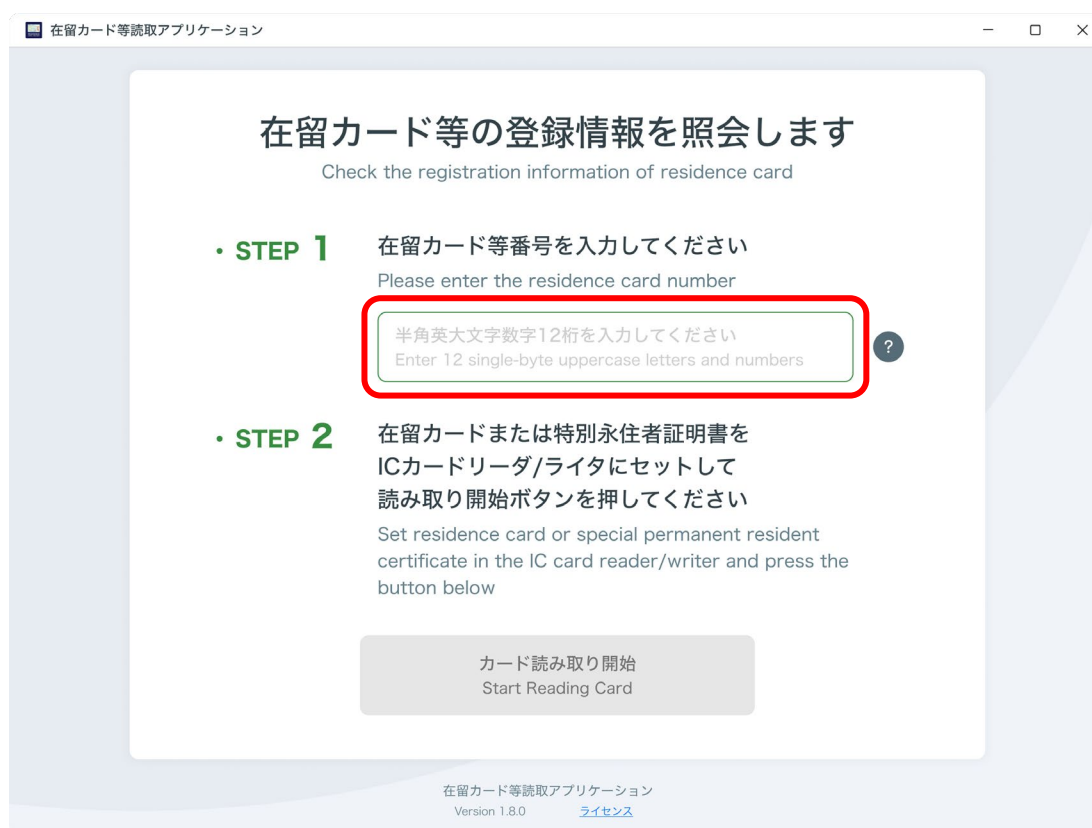 在留カード等読取アプリケーション
在留カード等の登録情報を照会します
Check the registration information of residence card
・STEP 1
在留カード等番号を入力してください
Please enter the residence card number
半角英大文字数字12桁を入力してください
Enter 12 single-byte uppercase letters and numbers
?
・STEP 2
在留カードまたは特別永住者証明書を
ICカードリーダ/ライタにセットして
読み取り開始ボタンを押してください
Set residence card or special permanent resident
certificate in the IC card reader/writer and press the
button below
カード読み取り開始
Start Reading Card
在留カード等読取アプリケーション
Version 1.8.0 ライセンス